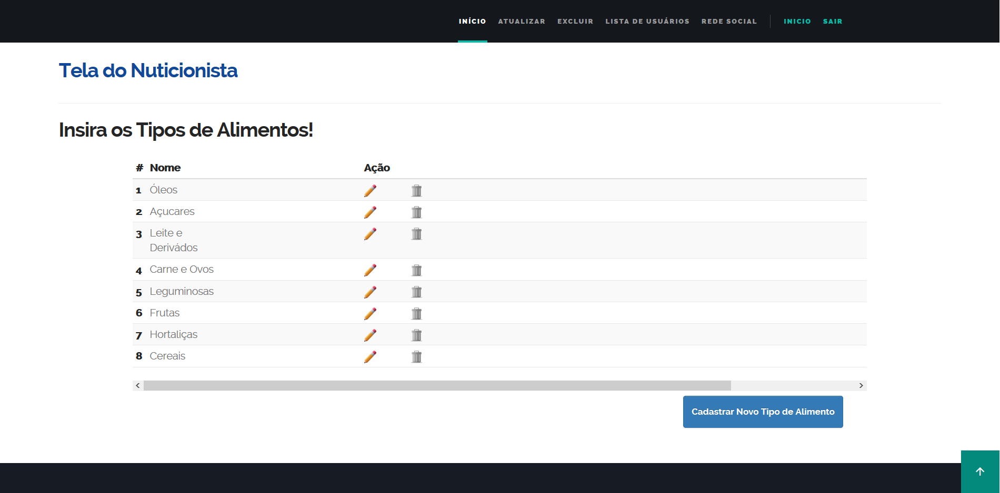 INÍCIO ATUALIZAR EXCLUIR LISTA DE USUÁRIOS REDE SOCIAL INICIO SAIR
Tela do Nuticionista
Insira os Tipos de Alimentos!
# Nome Ação
1 Óleos
2 Açucares
3 Leite e
Derivádos
4 Carne e Ovos
5 Leguminosas
6 Frutas
7 Hortaliças
8 Cereais
Cadastrar Novo Tipo de Alimento